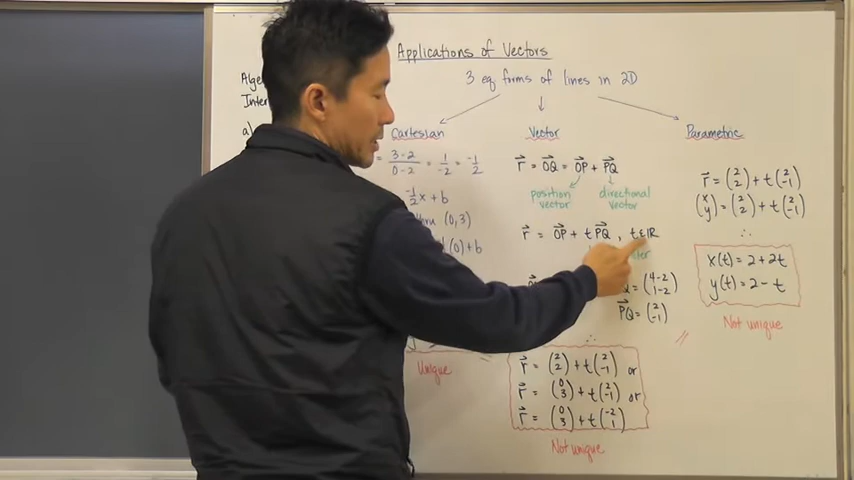 Applications of Vectors
3 eq forms of lines in 2D
a)
Cartesian
= 3-2/0-2 = 1/-2 = -1/2
-1/2 x + b
thru (0,3)
(0) + b
Unique
Vector
r⃗ = OQ⃗ = OP⃗ + PQ⃗
position vector
directional vector
r⃗ = OP⃗ + t PQ⃗ , t ∈ ℝ
Q = (4-2 1-2)
PQ⃗ = (2 -1)
∴
r⃗ = (2 2) + t (2 -1) or
r⃗ = (0 3) + t (2 -1) or
r⃗ = (0 3) + t (-2 1)
Not unique
Parametric
r⃗ = (2 2) + t (2 -1)
(x y) = (2 2) + t (2 -1)
∴
x(t) = 2 + 2t
y(t) = 2 - t
Not unique